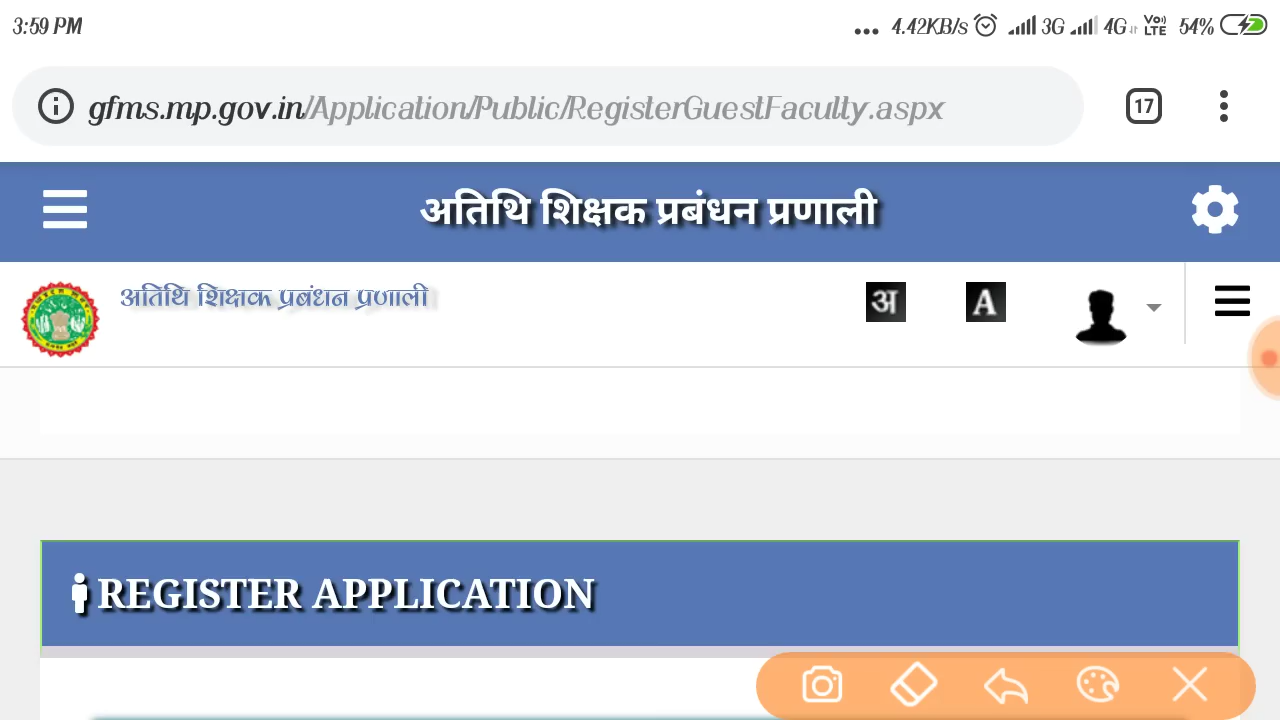 3:59 PM ... 4.42KB/s 3G 4G Vo) LTE 54%
gfms.mp.gov.in/Application/Public/RegisterGuestFaculty.aspx 17
अतिथि शिक्षक प्रबंधन प्रणाली
अतिथि शिक्षक प्रबंधन प्रणाली अ A
REGISTER APPLICATION